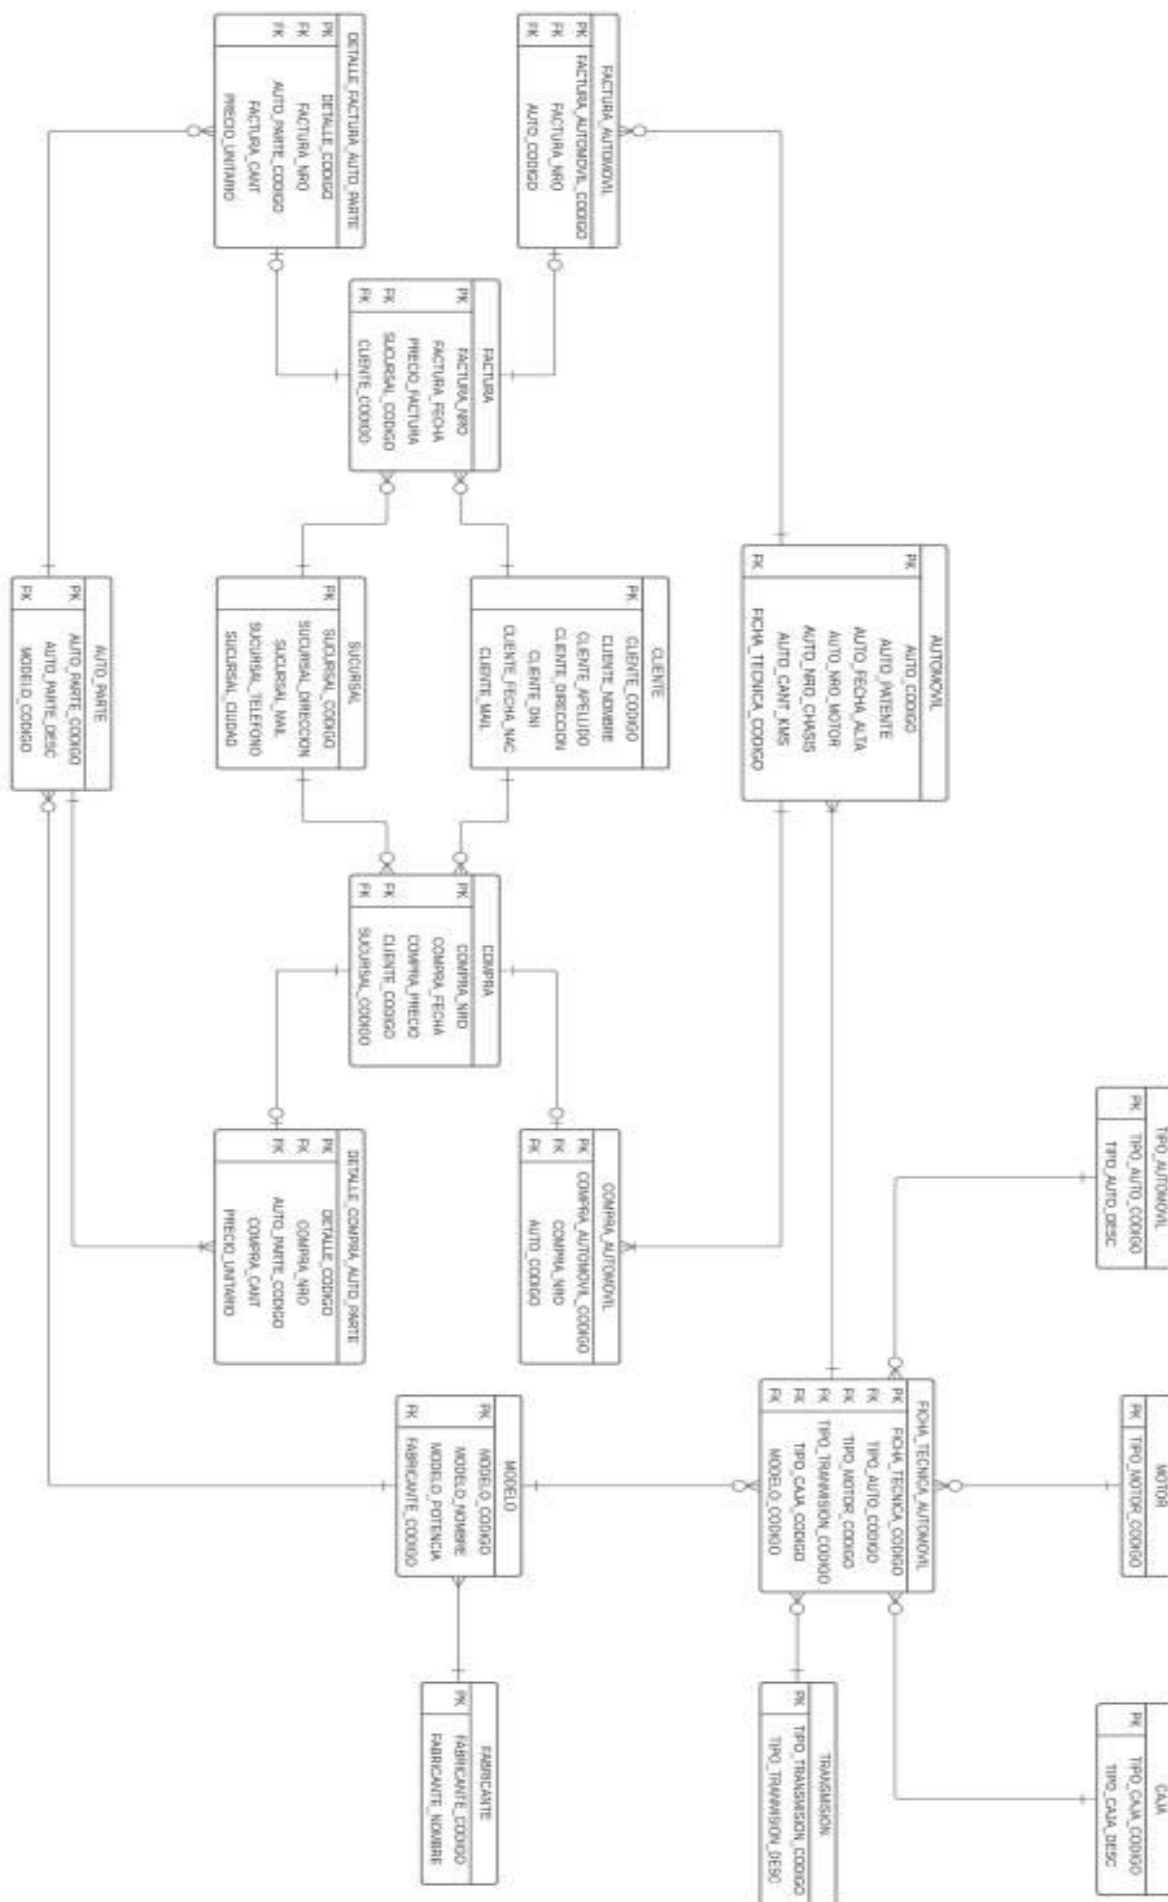 TIPO_AUTOMOVIL
PK TIPO_AUTO_CODIGO
TIPO_AUTO_DESC
MOTOR
PK TIPO_MOTOR_CODIGO
CAJA
PK TIPO_CAJA_CODIGO
TIPO_CAJA_DESC
AUTOMÓVIL
PK AUTO_CODIGO
AUTO_PATENTE
AUTO_FECHA_ALTA
AUTO_NRO_MOTOR
AUTO_NRO_CHASIS
AUTO_CANT_KMS
FK FICHA_TECNICA_CODIGO
FICHA_TECNICA_AUTOMOVIL
PK FICHA_TECNICA_CODIGO
FK TIPO_AUTO_CODIGO
FK TIPO_MOTOR_CODIGO
FK TIPO_TRANMISION_CODIGO
FK TIPO_CAJA_CODIGO
FK MODELO_CODIGO
TRANSMISION
PK TIPO_TRANSMISION_CODIGO
TIPO_TRANMISION_DESC
FACTURA_AUTOMOVIL
PK FACTURA_AUTOMOVIL_CODIGO
FK FACTURA_NRO
FK AUTO_CODIGO
CLIENTE
PK CLIENTE_CODIGO
CLIENTE_NOMBRE
CLIENTE_APELLIDO
CLIENTE_DIRECCION
CLIENTE_DNI
CLIENTE_FECHA_NAC
CLIENTE_MAIL
COMPRA_AUTOMOVIL
PK COMPRA_AUTOMOVIL_CODIGO
FK COMPRA_NRO
FK AUTO_CODIGO
FACTURA
PK FACTURA_NRO
FACTURA_FECHA
PRECIO_FACTURA
FK SUCURSAL_CODIGO
FK CLIENTE_CODIGO
COMPRA
PK COMPRA_NRO
COMPRA_FECHA
COMPRA_PRECIO
FK CLIENTE_CODIGO
FK SUCURSAL_CODIGO
MODELO
PK MODELO_CODIGO
MODELO_NOMBRE
MODELO_POTENCIA
FK FABRICANTE_CODIGO
FABRICANTE
PK FABRICANTE_CODIGO
FABRICANTE_NOMBRE
DETALLE_FACTURA_AUTO_PARTE
PK DETALLE_CODIGO
FK FACTURA_NRO
FK AUTO_PARTE_CODIGO
FACTURA_CANT
PRECIO_UNITARIO
SUCURSAL
PK SUCURSAL_CODIGO
SUCURSAL_DIRECCION
SUCURSAL_MAIL
SUCURSAL_TELEFONO
SUCURSAL_CIUDAD
DETALLE_COMPRA_AUTO_PARTE
PK DETALLE_CODIGO
FK COMPRA_NRO
FK AUTO_PARTE_CODIGO
COMPRA_CANT
PRECIO_UNITARIO
AUTO_PARTE
PK AUTO_PARTE_CODIGO
AUTO_PARTE_DESC
FK MODELO_CODIGO